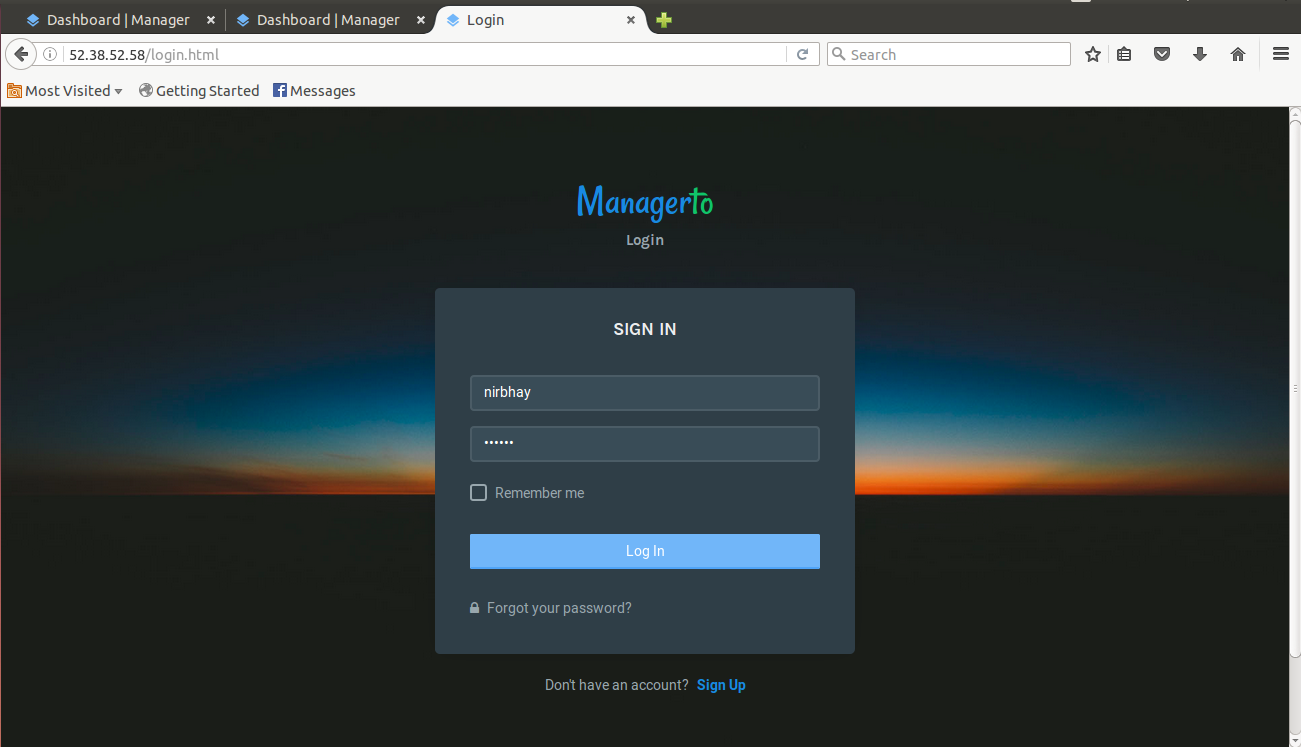 Dashboard | Manager
Dashboard | Manager
Login
52.38.52.58/login.html
Search
Most Visited
Getting Started
Messages
Managerto
Login
SIGN IN
nirbhay
••••••
Remember me
Log In
Forgot your password?
Don't have an account? Sign Up